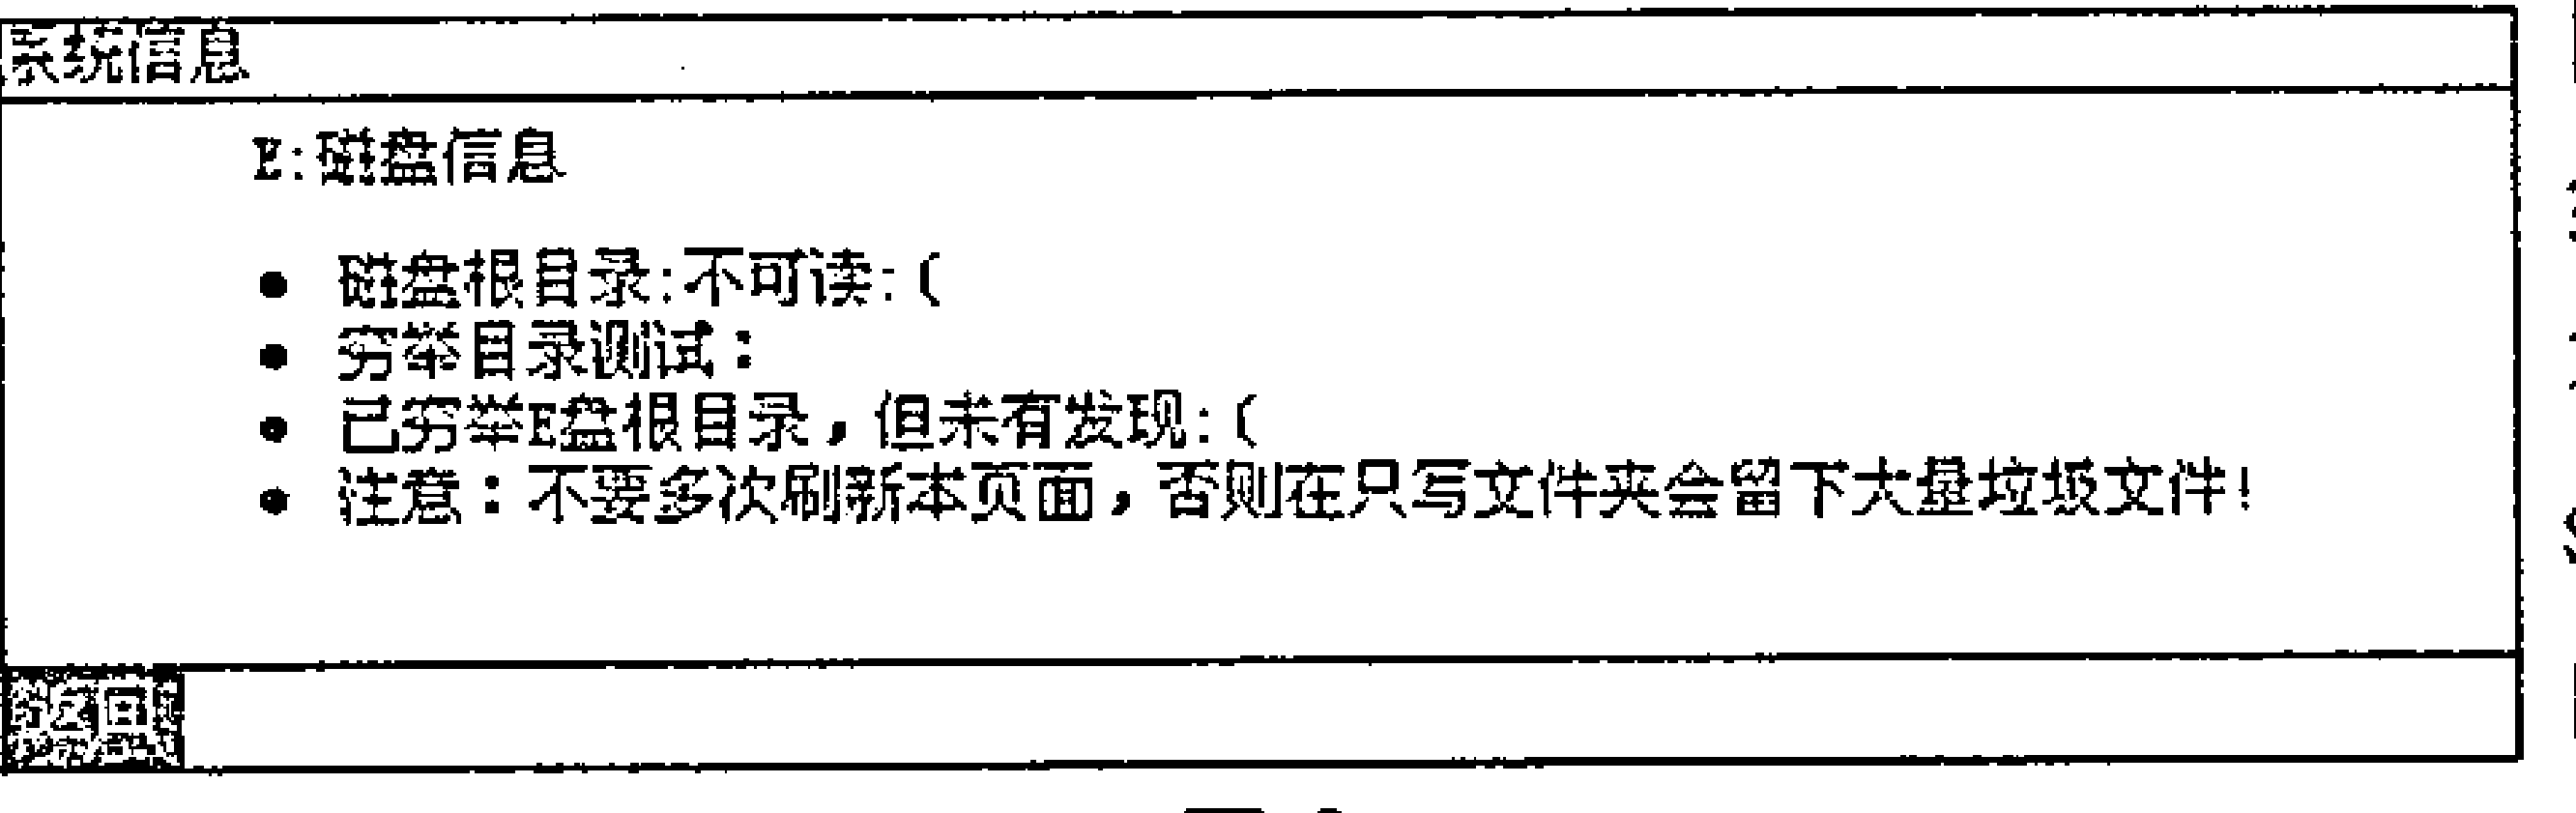 系统信息
E:磁盘信息
● 磁盘根目录:不可读:(
● 穷举目录测试：
● 已穷举E盘根目录，但未有发现:(
● 注意：不要多次刷新本页面，否则在只写文件夹会留下大量垃圾文件!
返回